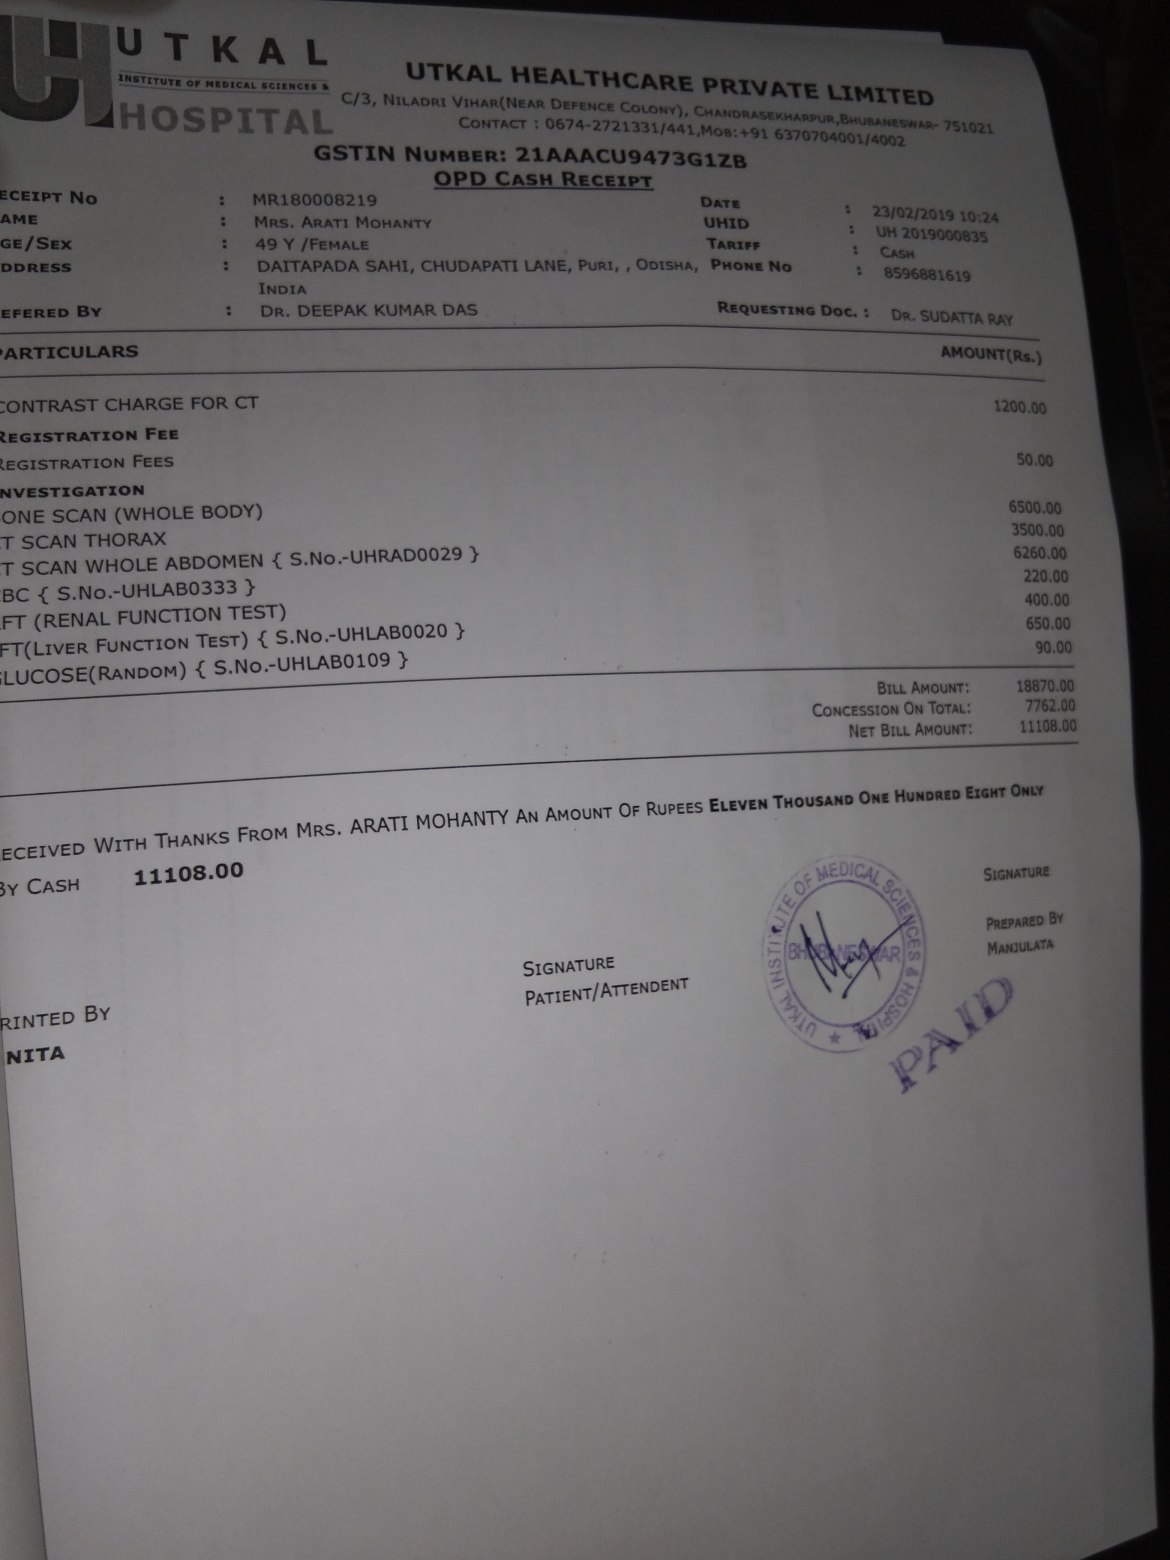 UTKAL
INSTITUTE OF MEDICAL SCIENCES &
HOSPITAL
UTKAL HEALTHCARE PRIVATE LIMITED
C/3, NILADRI VIHAR(NEAR DEFENCE COLONY), CHANDRASEKHARPUR,BHUBANESWAR- 751021
CONTACT : 0674-2721331/441,MOB:+91 6370704001/4002
GSTIN NUMBER: 21AAACU9473G1ZB
OPD CASH RECEIPT
ECEIPT NO : MR180008219 DATE : 23/02/2019 10:24
AME : MRS. ARATI MOHANTY UHID : UH 2019000835
GE/SEX : 49 Y /FEMALE TARIFF : CASH
DDRESS : DAITAPADA SAHI, CHUDAPATI LANE, PURI, , ODISHA, PHONE NO : 8596881619
INDIA
EFERED BY : DR. DEEPAK KUMAR DAS REQUESTING DOC. : DR. SUDATTA RAY
PARTICULARS AMOUNT(Rs.)
CONTRAST CHARGE FOR CT 1200.00
REGISTRATION FEE
REGISTRATION FEES 50.00
INVESTIGATION
ONE SCAN (WHOLE BODY) 6500.00
T SCAN THORAX 3500.00
T SCAN WHOLE ABDOMEN { S.No.-UHRAD0029 } 6260.00
BC { S.No.-UHLAB0333 } 220.00
FT (RENAL FUNCTION TEST) 400.00
FT(LIVER FUNCTION TEST) { S.No.-UHLAB0020 } 650.00
GLUCOSE(RANDOM) { S.No.-UHLAB0109 } 90.00
BILL AMOUNT: 18870.00
CONCESSION ON TOTAL: 7762.00
NET BILL AMOUNT: 11108.00
ECEIVED WITH THANKS FROM MRS. ARATI MOHANTY AN AMOUNT OF RUPEES ELEVEN THOUSAND ONE HUNDRED EIGHT ONLY
BY CASH 11108.00
SIGNATURE
PREPARED BY
MANJULATA
SIGNATURE
PATIENT/ATTENDENT
UTKAL INSTITUTE OF MEDICAL SCIENCES & HOSPITAL
BHUBANESWAR
PAID
RINTED BY
NITA